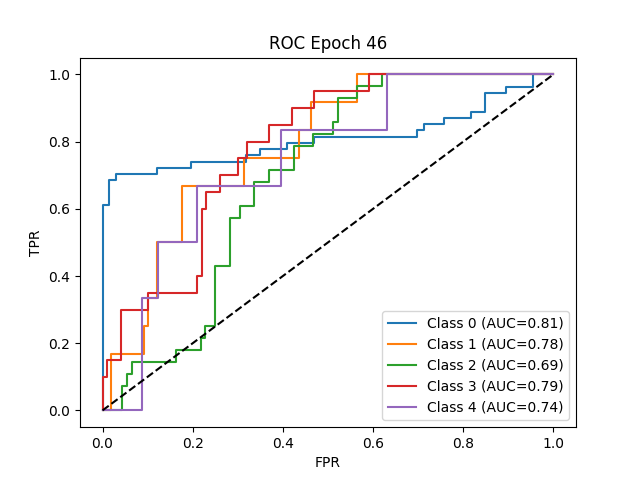 ROC Epoch 46
TPR
1.0
0.8
0.6
0.4
0.2
0.0
0.0 0.2 0.4 0.6 0.8 1.0
FPR
Class 0 (AUC=0.81)
Class 1 (AUC=0.78)
Class 2 (AUC=0.69)
Class 3 (AUC=0.79)
Class 4 (AUC=0.74)